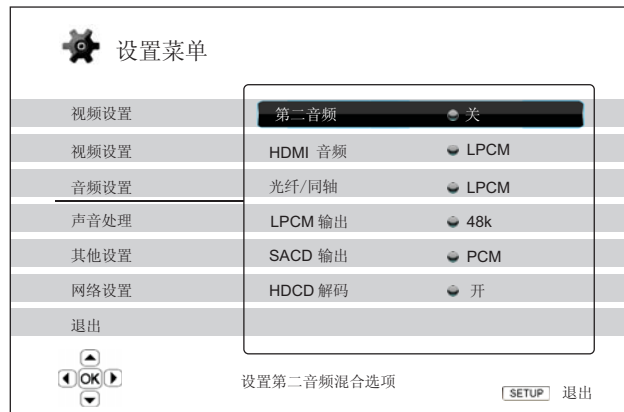 设置菜单
视频设置
第二音频 关
视频设置
HDMI 音频 LPCM
音频设置
光纤/同轴 LPCM
声音处理
LPCM 输出 48k
其他设置
SACD 输出 PCM
网络设置
HDCD 解码 开
退出
OK
设置第二音频混合选项
SETUP 退出